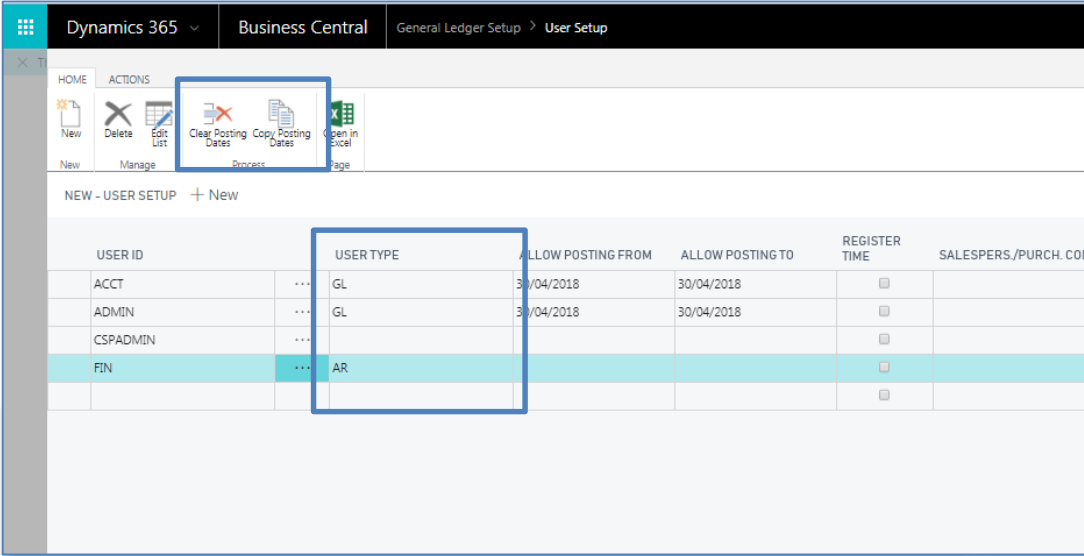 Dynamics 365 Business Central General Ledger Setup > User Setup
HOME ACTIONS
New Delete Edit List Clear Posting Dates Copy Posting Dates Open in Excel
New Manage Process Page
NEW - USER SETUP + New
USER ID USER TYPE ALLOW POSTING FROM ALLOW POSTING TO REGISTER TIME SALESPERS./PURCH.
ACCT ... GL 30/04/2018 30/04/2018
ADMIN ... GL 30/04/2018 30/04/2018
CSPADMIN ...
FIN ... AR